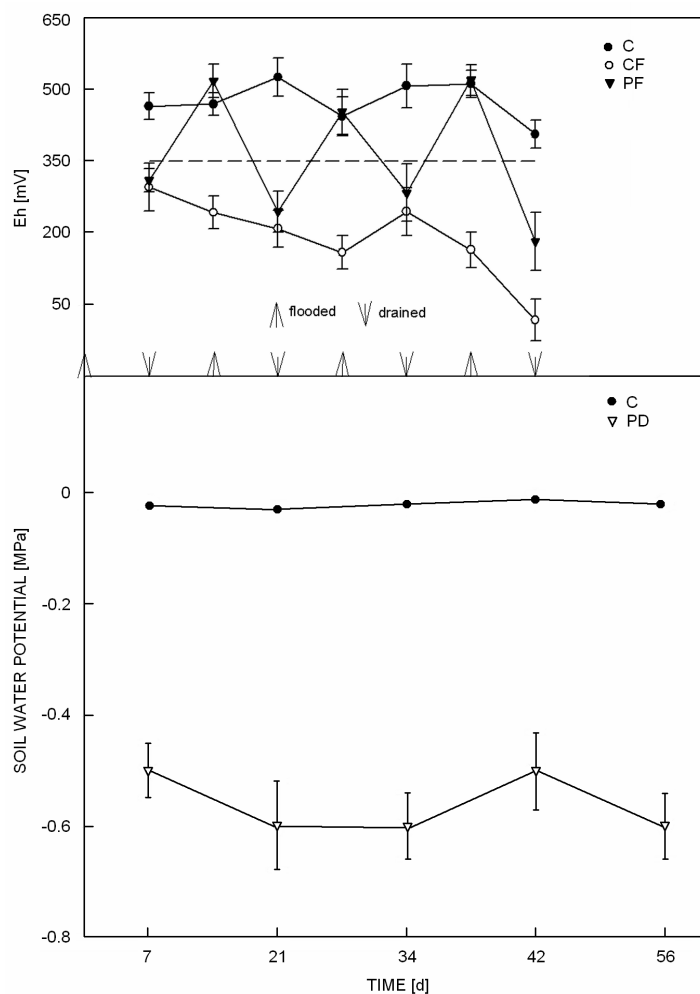 650
500
350
200
50
Eh [mV]
C
CF
PF
flooded
drained
C
PD
0
-0.2
-0.4
-0.6
-0.8
SOIL WATER POTENTIAL [MPa]
7 21 34 42 56
TIME [d]